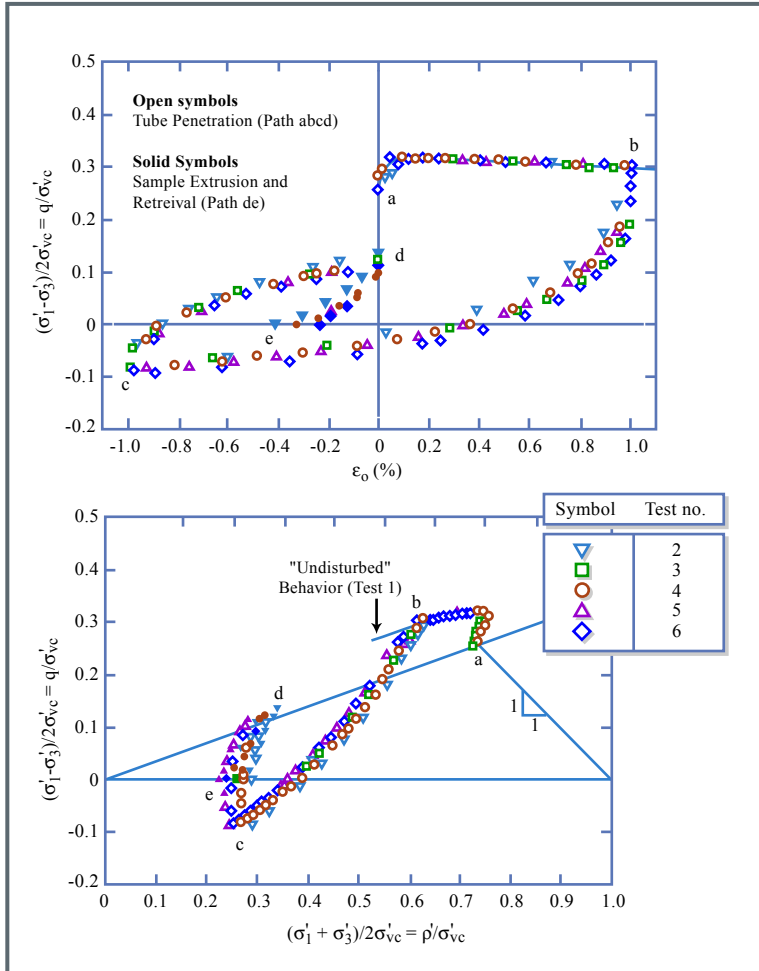 0.5
0.4
0.3
0.2
0.1
0
-0.1
-0.2
(σ'1-σ'3)/2σ'vc = q/σ'vc
Open symbols
Tube Penetration (Path abcd)
Solid Symbols
Sample Extrusion and
Retreival (Path de)
a
b
c
d
e
-1.0 -0.8 -0.6 -0.4 -0.2 0 0.2 0.4 0.6 0.8 1.0
εo (%)
Symbol Test no.
2
3
4
5
6
0.5
0.4
0.3
0.2
0.1
0
-0.1
-0.2
(σ'1-σ'3)/2σ'vc = q/σ'vc
"Undisturbed"
Behavior (Test 1)
b
a
1
1
d
e
c
0 0.2 0.2 0.3 0.4 0.5 0.6 0.7 0.8 1.0 1.0
(σ'1 + σ'3)/2σ'vc = ρ'/σ'vc